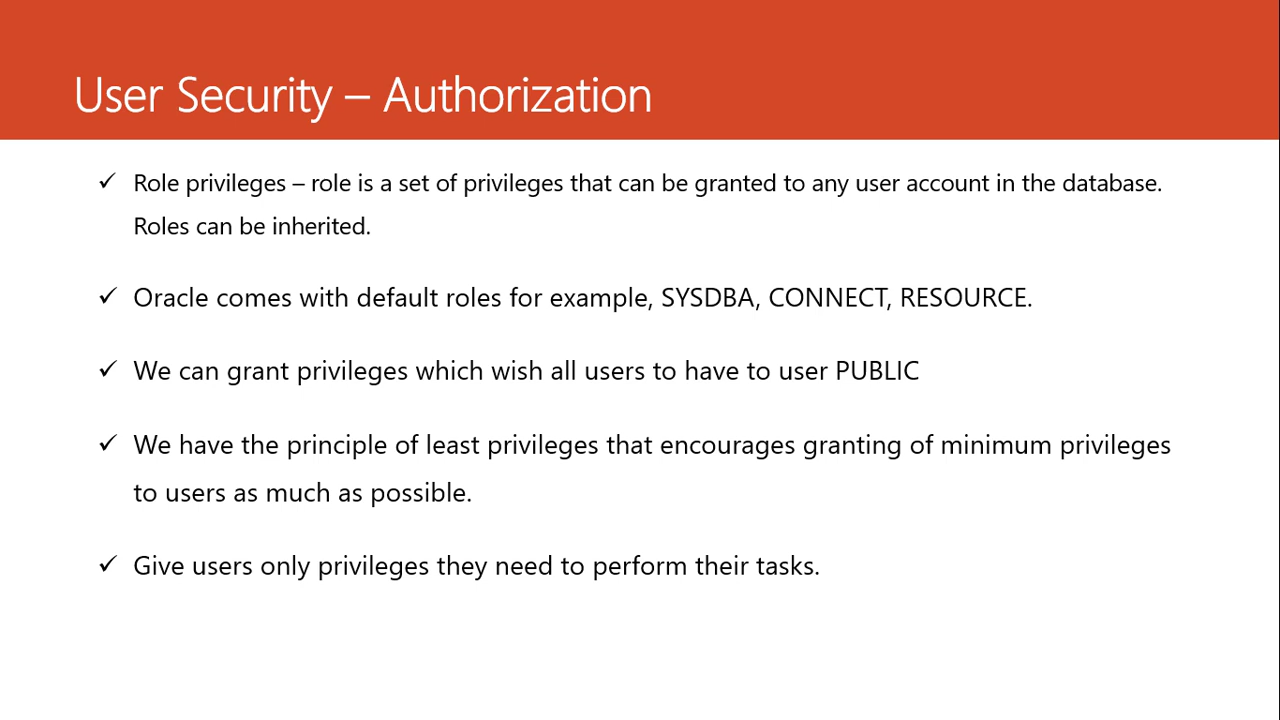 User Security – Authorization
✓ Role privileges – role is a set of privileges that can be granted to any user account in the database.
Roles can be inherited.
✓ Oracle comes with default roles for example, SYSDBA, CONNECT, RESOURCE.
✓ We can grant privileges which wish all users to have to user PUBLIC
✓ We have the principle of least privileges that encourages granting of minimum privileges
to users as much as possible.
✓ Give users only privileges they need to perform their tasks.